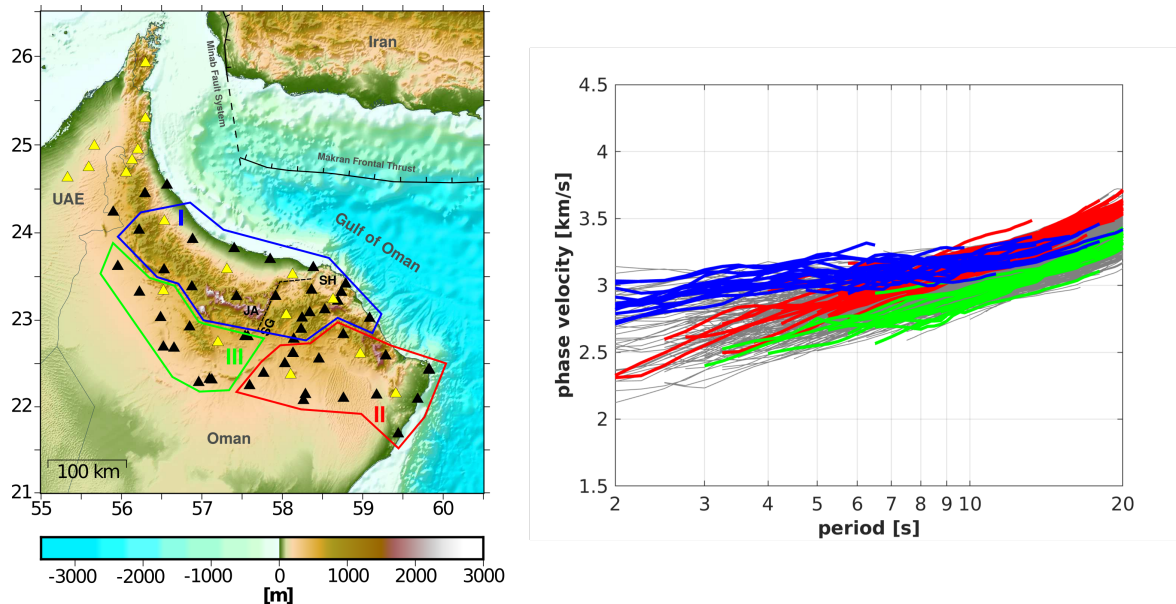 26
25
24
23
22
21
55
56
57
58
59
60
Iran
Minab Fault System
Makran Frontal Thrust
UAE
Gulf of Oman
I
SH
JA
SG
III
II
Oman
100 km
-3000
-2000
-1000
0
1000
2000
3000
[m]
phase velocity [km/s]
4.5
4
3.5
3
2.5
2
1.5
2
3
4
5
6
7
8
9
10
20
period [s]